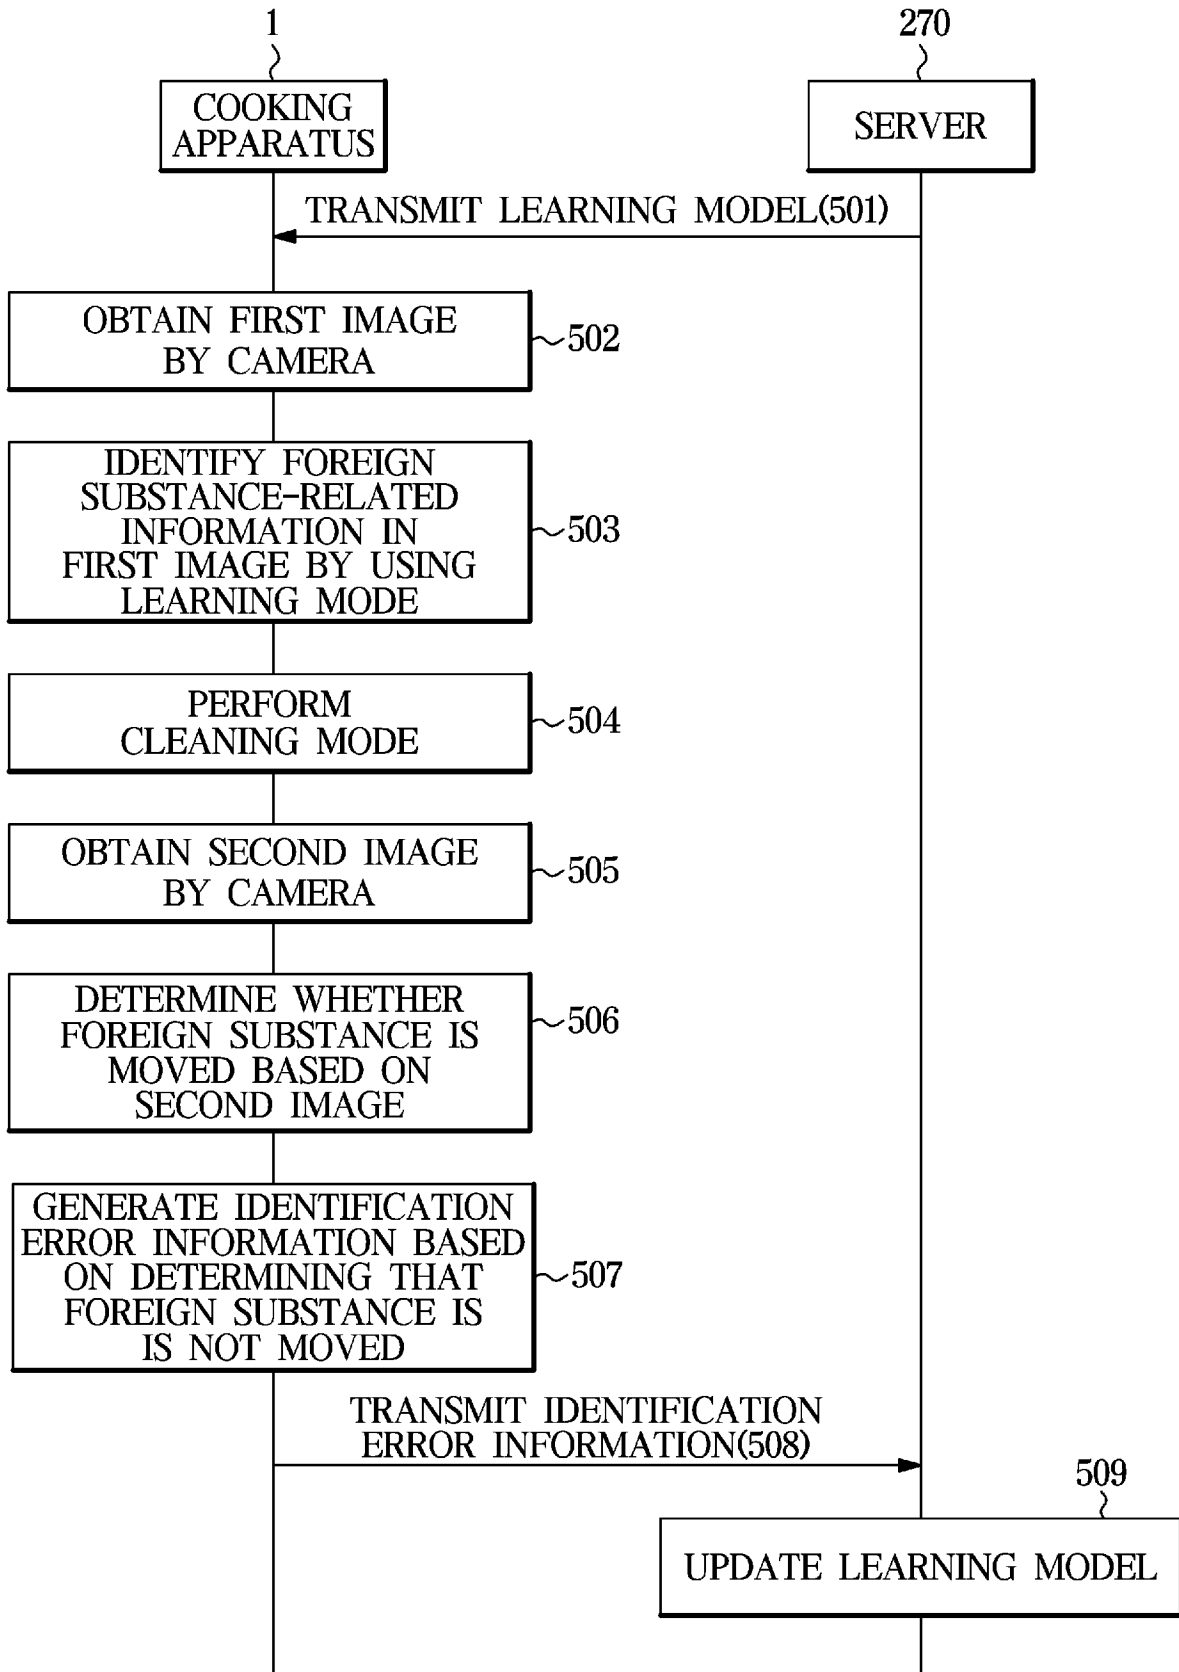 1
270
COOKING
APPARATUS
SERVER
TRANSMIT LEARNING MODEL(501)
OBTAIN FIRST IMAGE
BY CAMERA
502
IDENTIFY FOREIGN
SUBSTANCE-RELATED
INFORMATION IN
FIRST IMAGE BY USING
LEARNING MODE
503
PERFORM
CLEANING MODE
504
OBTAIN SECOND IMAGE
BY CAMERA
505
DETERMINE WHETHER
FOREIGN SUBSTANCE IS
MOVED BASED ON
SECOND IMAGE
506
GENERATE IDENTIFICATION
ERROR INFORMATION BASED
ON DETERMINING THAT
FOREIGN SUBSTANCE IS
IS NOT MOVED
507
TRANSMIT IDENTIFICATION
ERROR INFORMATION(508)
509
UPDATE LEARNING MODEL